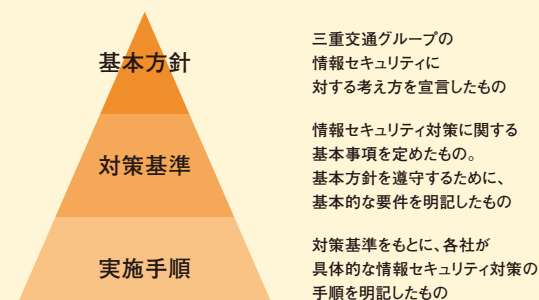 基本方針
三重交通グループの
情報セキュリティに
対する考え方を宣言したもの
対策基準
情報セキュリティ対策に関する
基本事項を定めたもの。
基本方針を遵守するために、
基本的な要件を明記したもの
実施手順
対策基準をもとに、各社が
具体的な情報セキュリティ対策の
手順を明記したもの